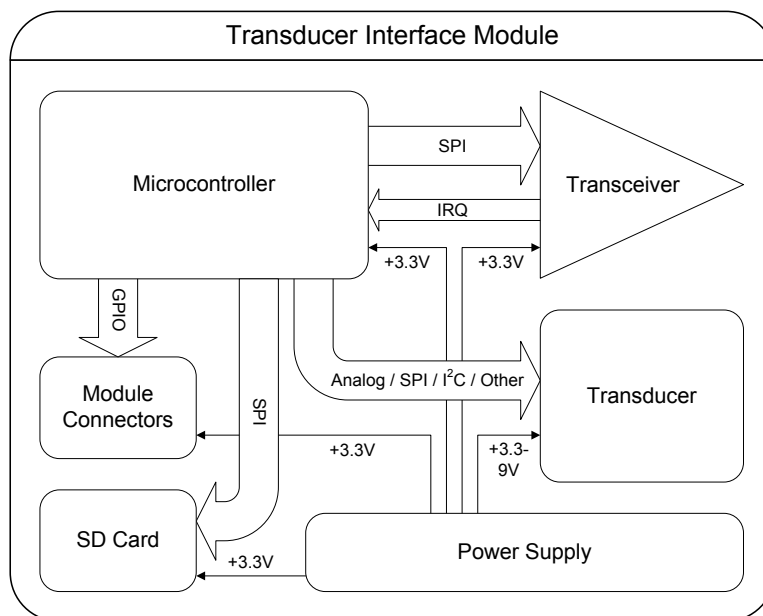 Transducer Interface Module
Microcontroller
SPI
Transceiver
IRQ
+3.3V
+3.3V
GPIO
SPI
Analog / SPI / I²C / Other
Module
Connectors
Transducer
+3.3V
+3.3-
9V
SD Card
+3.3V
Power Supply